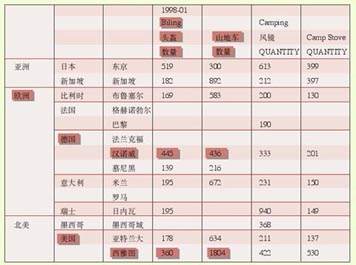 1998-01
Biling Camping
头盔 山地车 风镜 Camp Stove
数量 数量 QUANTITY QUANTITY
亚洲 日本 东京 519 300 613 399
新加坡 新加坡 182 892 212 397
欧洲 比利时 布鲁塞尔 169 583 200 130
法国 格赫诺勃尔
巴黎 190
德国 法兰克福
汉诺威 445 436 333 201
慕尼黑 139 216
意大利 米兰 195 672 231 150
罗马
瑞士 日内瓦 195 940 149
北美 墨西哥 墨西哥城 368
美国 亚特兰大 178 634 211 137
西雅图 360 1804 422 530